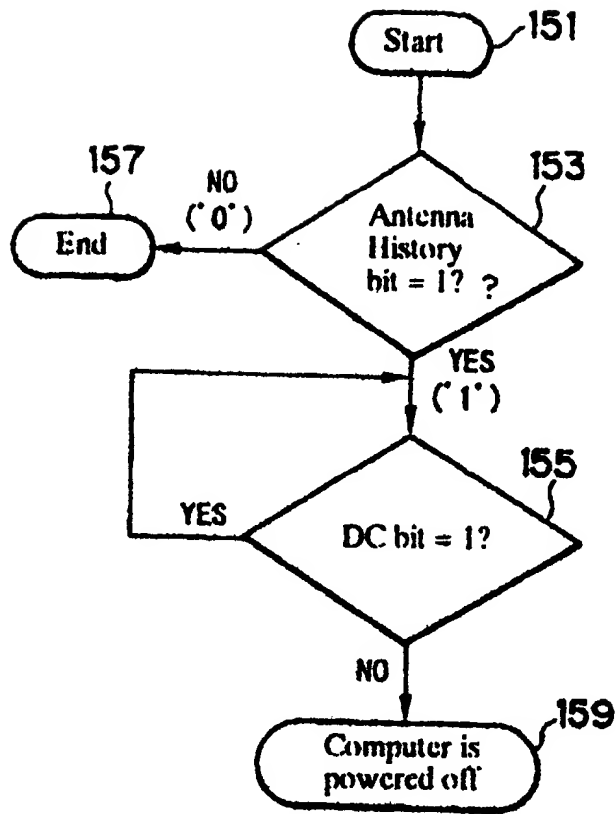 Start
151
157
NO
('0')
153
End
Antenna
History
bit = 1? ?
YES
('1')
155
YES
DC bit = 1?
NO
159
Computer is
powered off